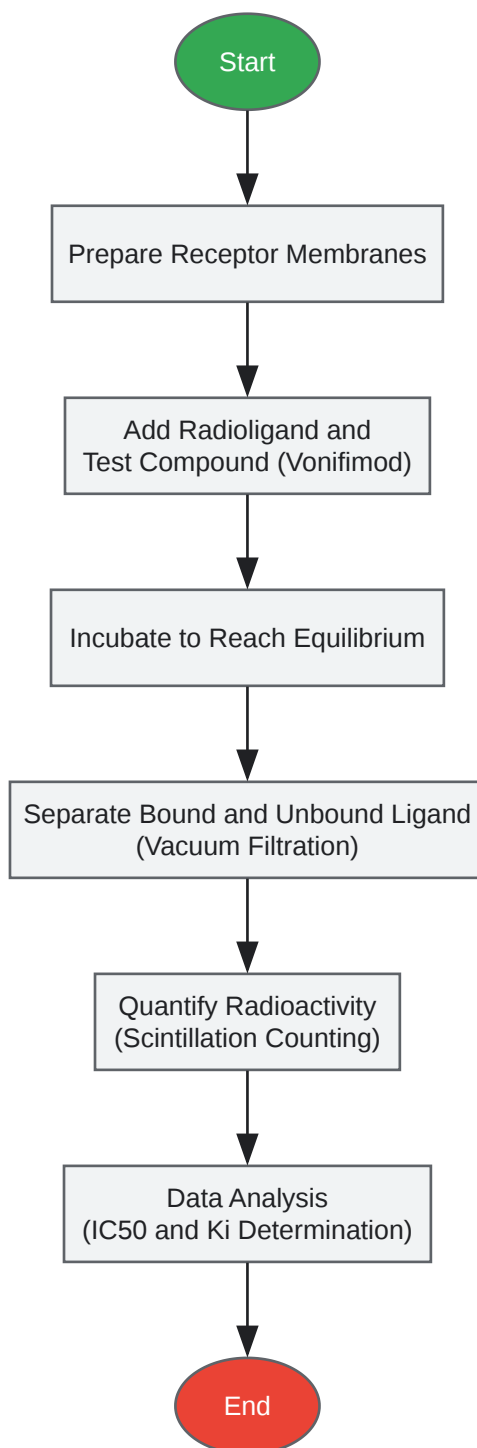 Start
Prepare Receptor Membranes
Add Radioligand and
Test Compound (Vonifimod)
Incubate to Reach Equilibrium
Separate Bound and Unbound Ligand
(Vacuum Filtration)
Quantify Radioactivity
(Scintillation Counting)
Data Analysis
(IC50 and Ki Determination)
End